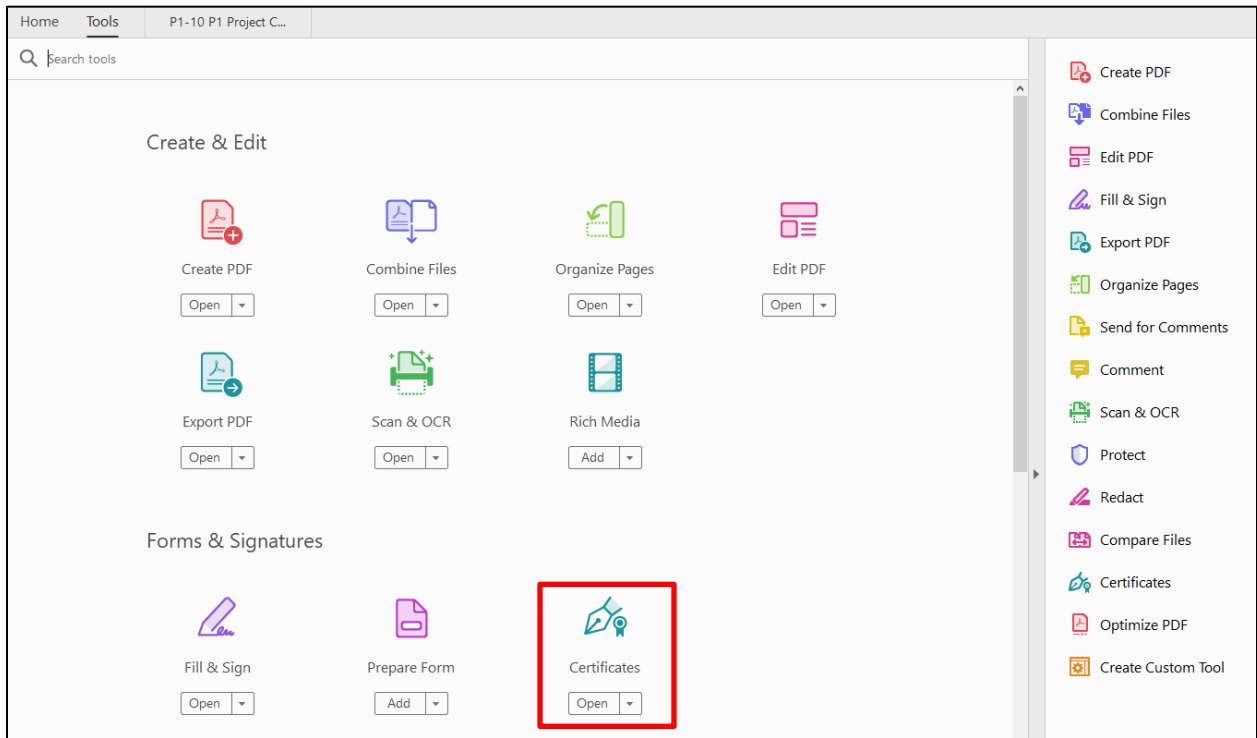 Home Tools P1-10 P1 Project C...
Search tools
Create & Edit
Create PDF Combine Files Organize Pages Edit PDF
Open Open Open Open
Export PDF Scan & OCR Rich Media
Open Open Add
Forms & Signatures
Fill & Sign Prepare Form Certificates
Open Add Open
Create PDF
Combine Files
Edit PDF
Fill & Sign
Export PDF
Organize Pages
Send for Comments
Comment
Scan & OCR
Protect
Redact
Compare Files
Certificates
Optimize PDF
Create Custom Tool